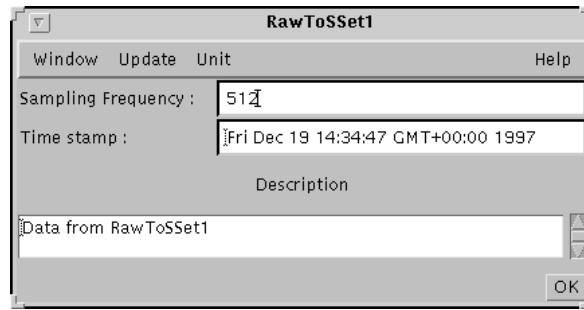 RawToSSet1
Window Update Unit Help
Sampling Frequency : 512
Time stamp : Fri Dec 19 14:34:47 GMT+00:00 1997
Description
Data from RawToSSet1
OK